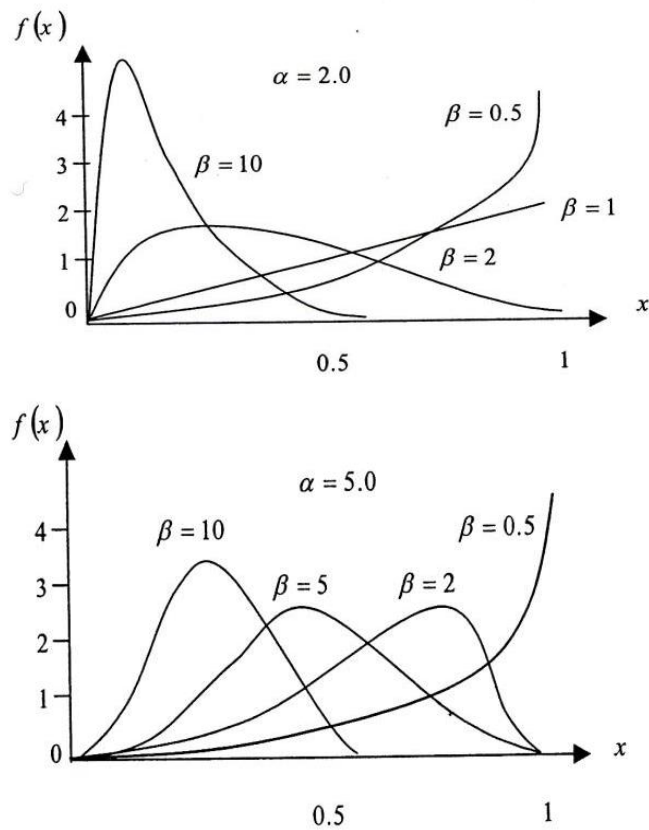 f(x)
α = 2.0
β = 0.5
4
3
β = 10
2
β = 1
1
β = 2
0
x
0.5 1
f(x)
α = 5.0
4
β = 10
β = 0.5
3
β = 5
β = 2
2
1
0
x
0.5 1